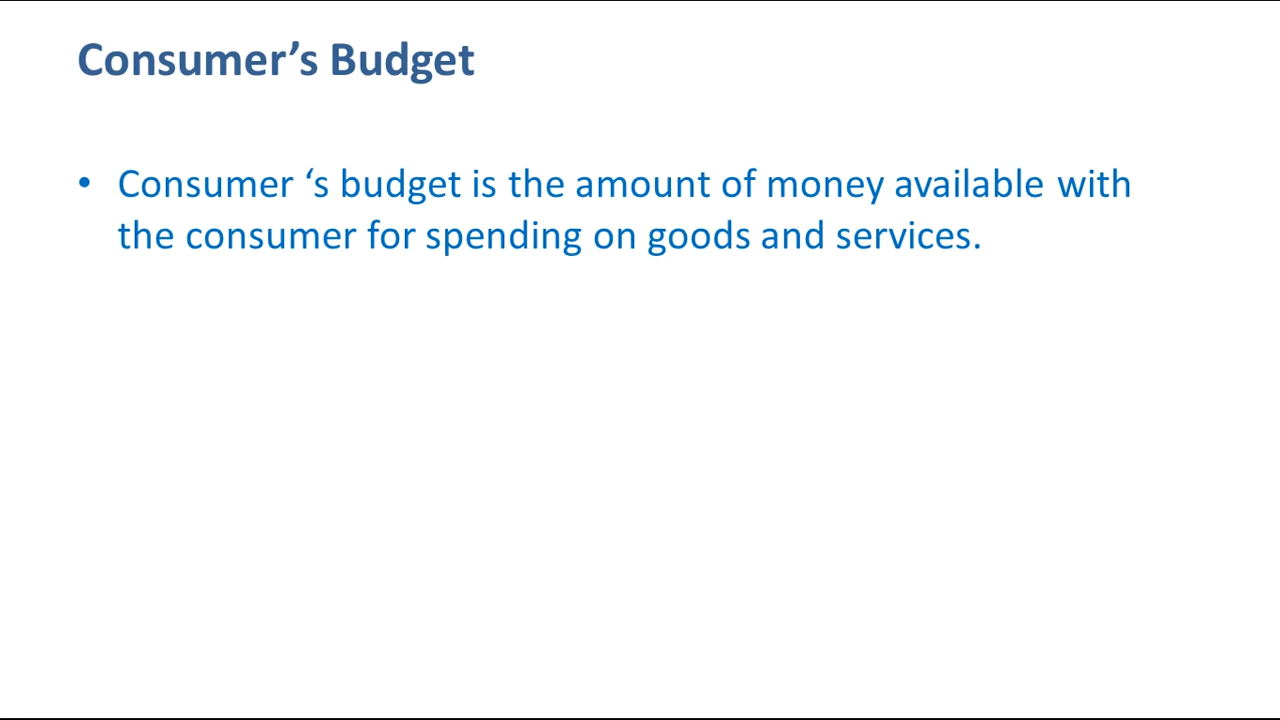 Consumer’s Budget
• Consumer ‘s budget is the amount of money available with
the consumer for spending on goods and services.